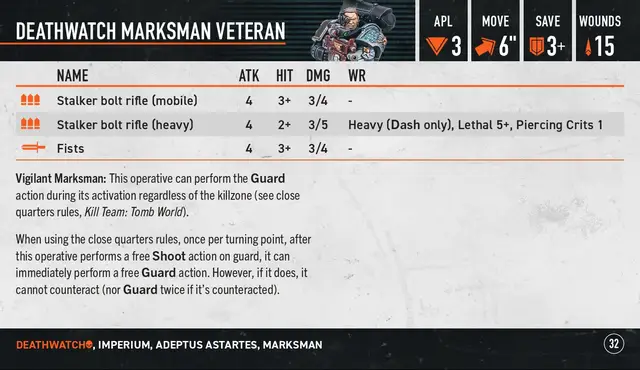 DEATHWATCH MARKSMAN VETERAN
APL 3
MOVE 6"
SAVE 3+
WOUNDS 15
NAME ATK HIT DMG WR
Stalker bolt rifle (mobile) 4 3+ 3/4 -
Stalker bolt rifle (heavy) 4 2+ 3/5 Heavy (Dash only), Lethal 5+, Piercing Crits 1
Fists 4 3+ 3/4 -
Vigilant Marksman: This operative can perform the Guard
action during its activation regardless of the killzone (see close
quarters rules, Kill Team: Tomb World).
When using the close quarters rules, once per turning point, after
this operative performs a free Shoot action on guard, it can
immediately perform a free Guard action. However, if it does, it
cannot counteract (nor Guard twice if it's counteracted).
DEATHWATCH, IMPERIUM, ADEPTUS ASTARTES, MARKSMAN
32